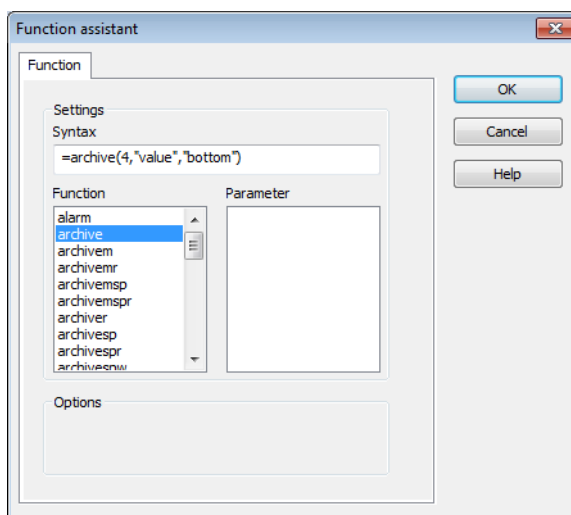 Function assistant
Function
OK
Cancel
Help
Settings
Syntax
=archive(4,"value","bottom")
Function
Parameter
alarm
archive
archivem
archivemr
archivemsp
archivemspr
archiver
archivesp
archivespr
archivespw
Options